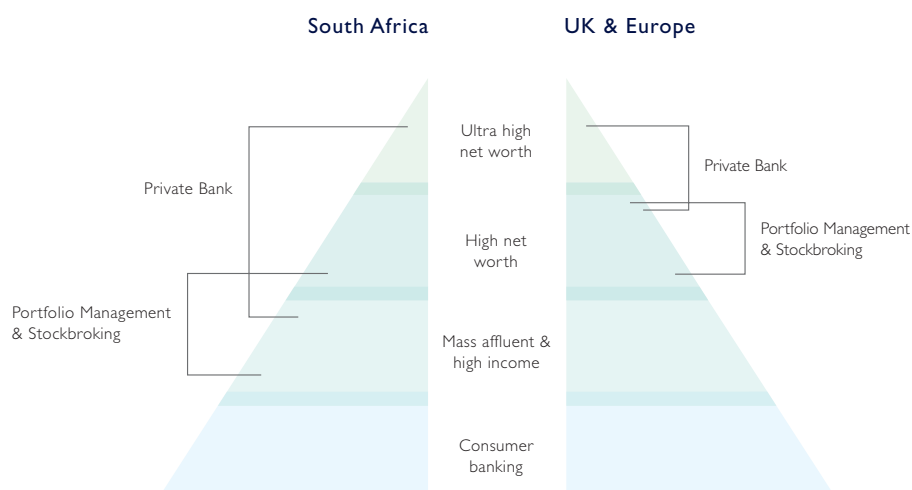 South Africa
UK & Europe
Ultra high
net worth
Private Bank
Private Bank
High net
worth
Portfolio Management
& Stockbroking
Portfolio Management
& Stockbroking
Mass affluent &
high income
Consumer
banking